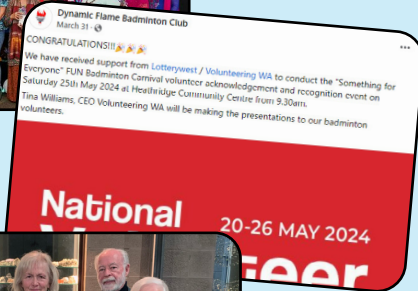 Dynamic Flame Badminton Club
March 31 ·
CONGRATULATIONS!!!🎉🎉🎉
We have received support from Lotterywest / Volunteering WA to conduct the "Something for
Everyone" FUN Badminton Carnival volunteer acknowledgement and recognition event on
Saturday 25th May 2024 at Heathridge Community Centre from 9.30am.
Tina Williams, CEO Volunteering WA will be making the presentations to our badminton
volunteers.
National
20-26 MAY 2024